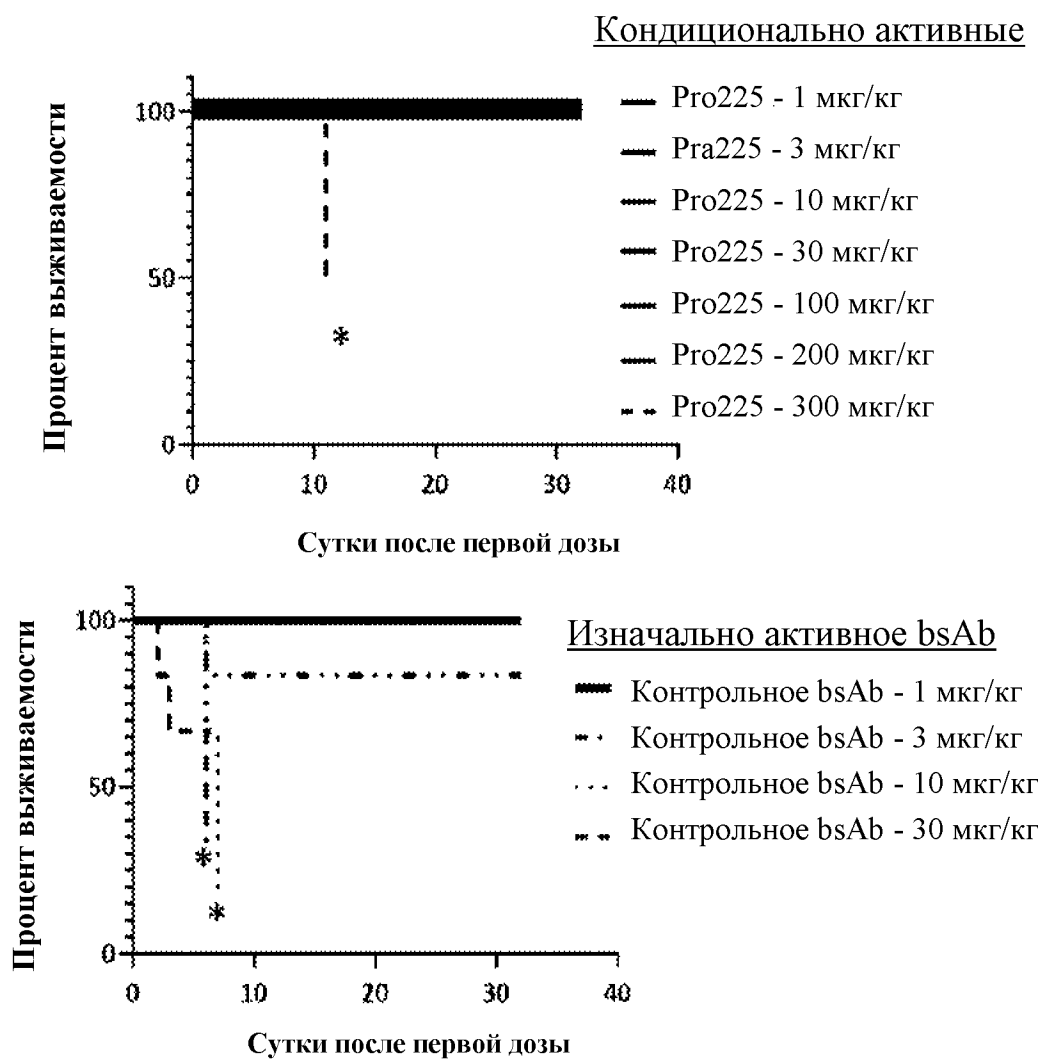 Кондиционально активные
Процент выживаемости
100
50
0
Pro225 - 1 мкг/кг
Pra225 - 3 мкг/кг
Pro225 - 10 мкг/кг
Pro225 - 30 мкг/кг
Pro225 - 100 мкг/кг
Pro225 - 200 мкг/кг
Pro225 - 300 мкг/кг
*
0 10 20 30 40
Сутки после первой дозы
Процент выживаемости
100
50
0
Изначально активное bsAb
Контрольное bsAb - 1 мкг/кг
Контрольное bsAb - 3 мкг/кг
Контрольное bsAb - 10 мкг/кг
Контрольное bsAb - 30 мкг/кг
*
*
0 10 20 30 40
Сутки после первой дозы